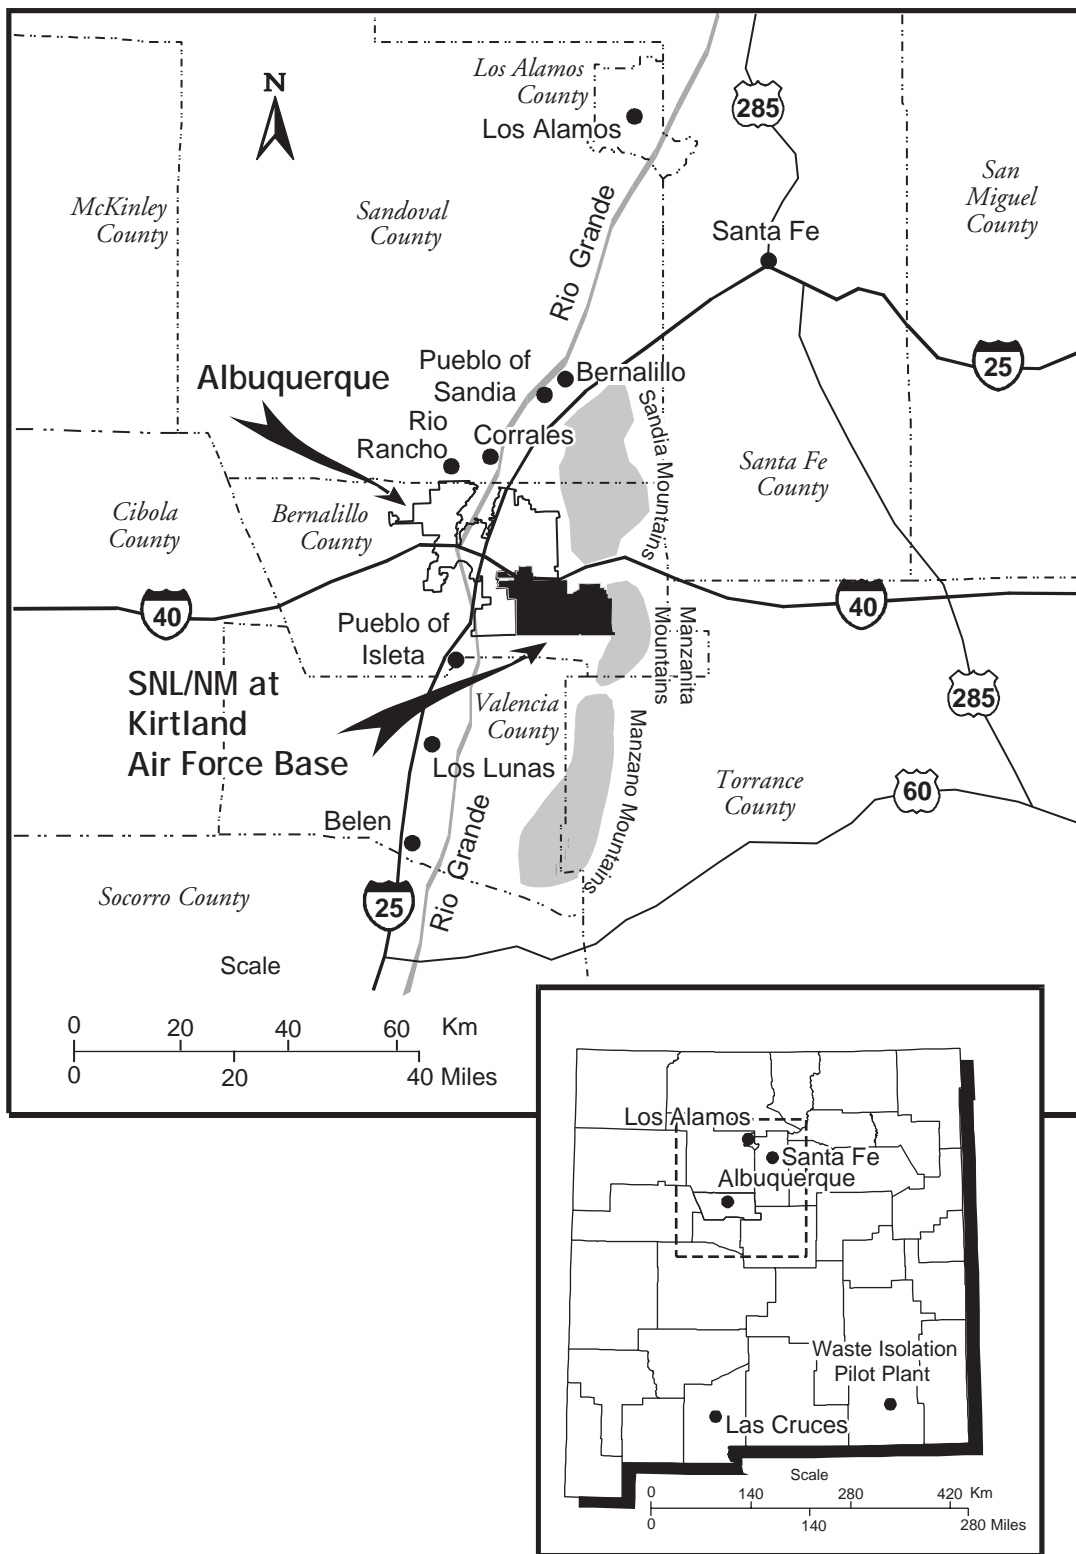 N
Los Alamos
County
Los Alamos
285
McKinley
County
Sandoval
County
San
Miguel
County
Rio Grande
Santa Fe
25
Albuquerque
Pueblo of
Sandia
Bernalillo
Rio
Rancho
Corrales
Sandia Mountains
Santa Fe
County
Cibola
County
Bernalillo
County
40
40
Pueblo of
Isleta
Manzanita
Mountains
SNL/NM at
Kirtland
Air Force Base
Valencia
County
285
Manzano Mountains
Los Lunas
Torrance
County
60
Belen
Rio Grande
Socorro County
25
Scale
0 20 40 60 Km
0 20 40 Miles
Los Alamos
Santa Fe
Albuquerque
Waste Isolation
Pilot Plant
Las Cruces
Scale
0 140 280 420 Km
0 140 280 Miles